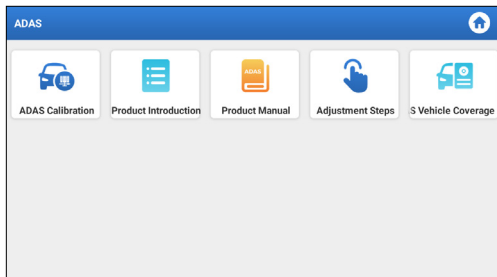 ADAS
ADAS
ADAS Calibration
Product Introduction
Product Manual
Adjustment Steps
S Vehicle Coverage